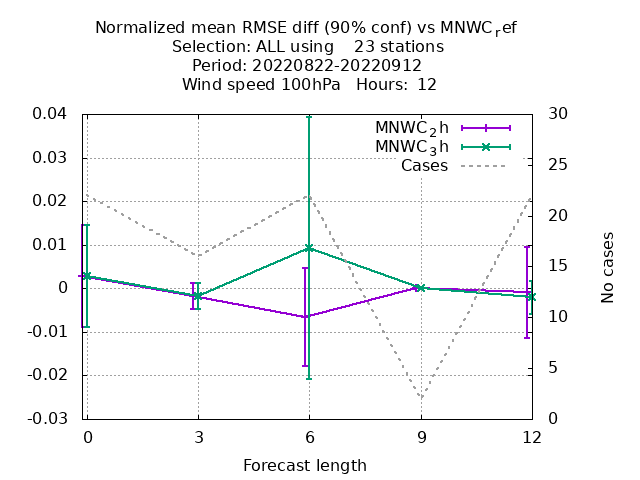 Normalized mean RMSE diff (90% conf) vs MNWC_ref
Selection: ALL using    23 stations
Period: 20220822-20220912
Wind speed 100hPa   Hours:  12
MNWC_2h
MNWC_3h
Cases
0.04
0.03
0.02
0.01
0
-0.01
-0.02
-0.03
30
25
20
15
10
5
0
No cases
0 3 6 9 12
Forecast length